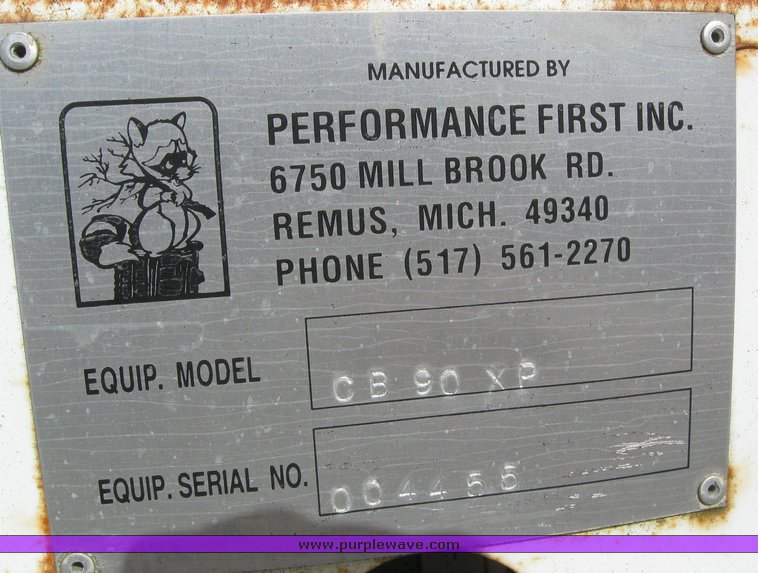 MANUFACTURED BY
PERFORMANCE FIRST INC.
6750 MILL BROOK RD.
REMUS, MICH. 49340
PHONE (517) 561-2270
EQUIP. MODEL CB 90 XP
EQUIP. SERIAL NO. 004455
www.purplewave.com